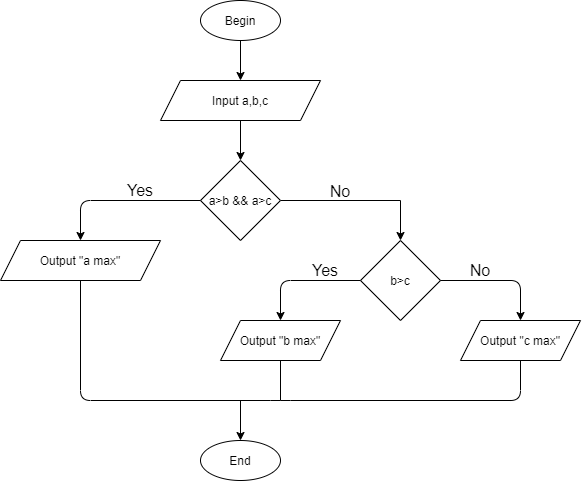 Begin
Input a,b,c
a>b && a>c
Yes
No
Output "a max"
b>c
Yes
No
Output "b max"
Output "c max"
End